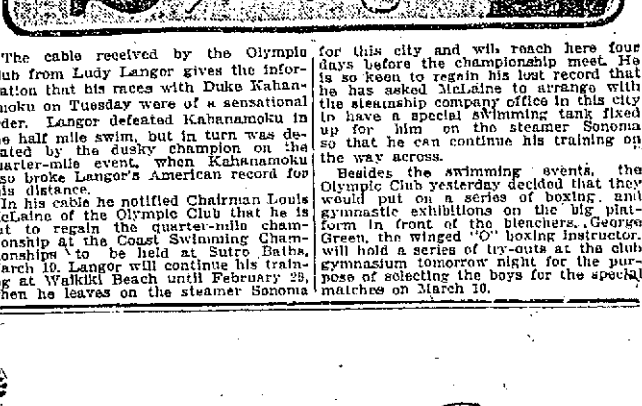 The cable received by the Olympic
lub from Ludy Langor gives the infor-
ation that his races with Duke Kahan-
moku on Tuesday were of a sensational
der. Langor defeated Kahanamoku in
he half mile swim, but in turn was de-
ated by the dusky champion on the
uarter-mile event, when Kahanamoku
so broke Langor's American record for
is distance.
In his cable he notified Chairman Louis
cLaine of the Olympic Club that he is
ut to regain the quarter-mile cham-
onship at the Coast Swimming Cham-
onships to be held at Sutro Baths,
arch 10. Langor will continue his train-
g at Waikiki Beach until February 28,
hen he leaves on the steamer Sonoma
for this city and will reach here four
days before the championship meet. He
is so keen to regain his lost record that
he has asked McLaine to arrange with
the steamship company office in this city
to have a special swimming tank fixed
up for him on the steamer Sonoma
so that he can continue his training on
the way across.
Besides the swimming events, the
Olympic Club yesterday decided that they
would put on a series of boxing and
gymnastic exhibitions on the big plat-
form in front of the bleachers. George
Green, the winged "O" boxing instructor,
will hold a series of try-outs at the club
gymnasium tomorrow night for the pur-
pose of selecting the boys for the special
matches on March 10.